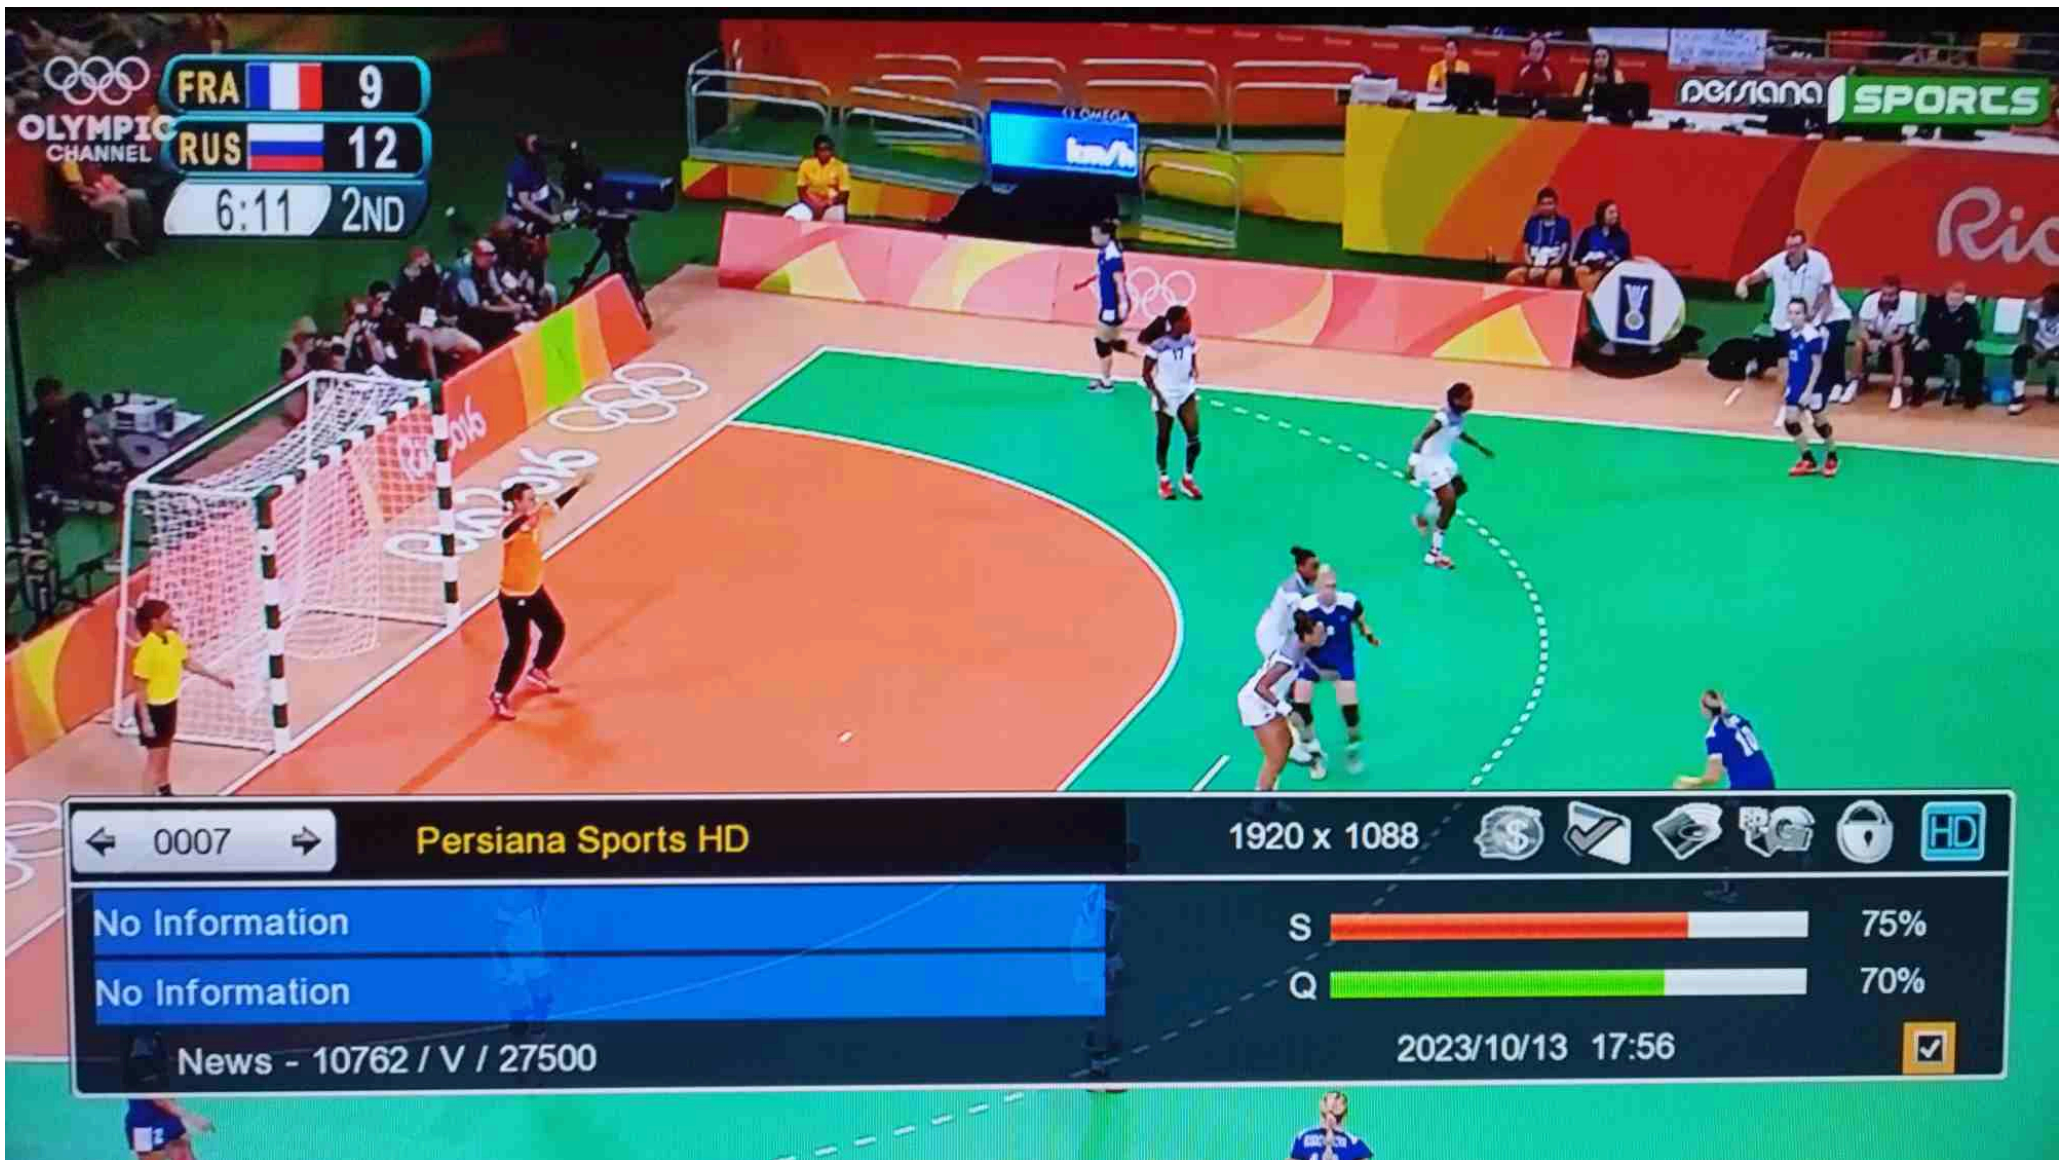 FRA 9
OLYMPIC
CHANNEL
RUS 12
6:11 2ND
OMEGA
km/h
persiana SPORTS
Rio
17
Rio2016
10
0007
Persiana Sports HD
1920 x 1088
HD
No Information
No Information
S 75%
Q 70%
News - 10762 / V / 27500
2023/10/13 17:56